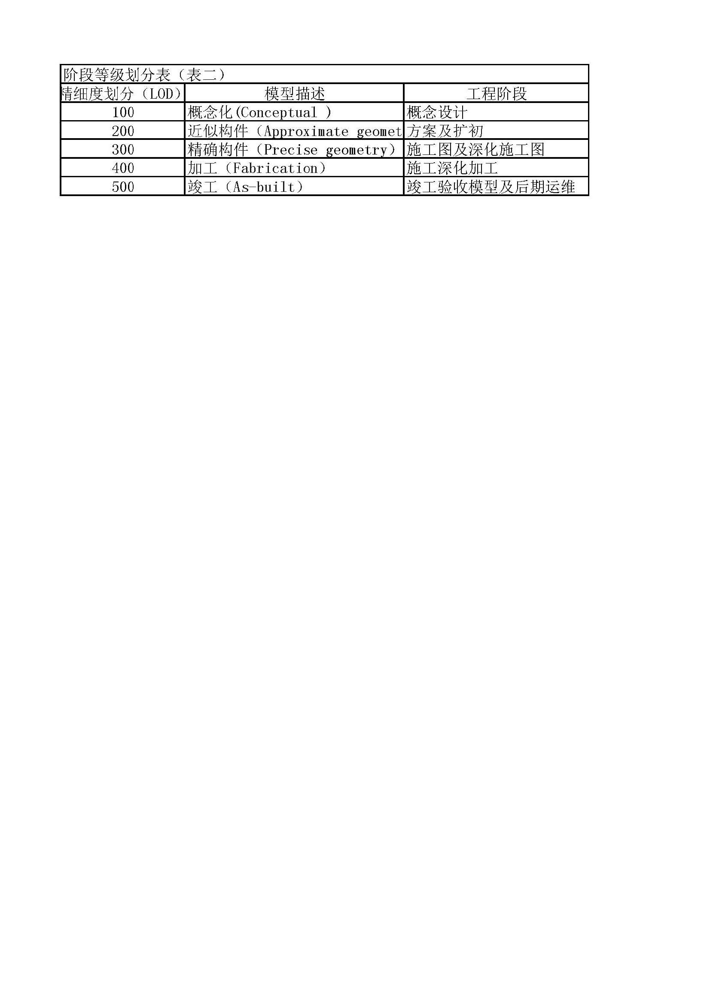 阶段等级划分表（表二）
精细度划分（LOD） 模型描述 工程阶段
100 概念化(Conceptual ) 概念设计
200 近似构件（Approximate geomet 方案及扩初
300 精确构件（Precise geometry） 施工图及深化施工图
400 加工（Fabrication） 施工深化加工
500 竣工（As-built） 竣工验收模型及后期运维